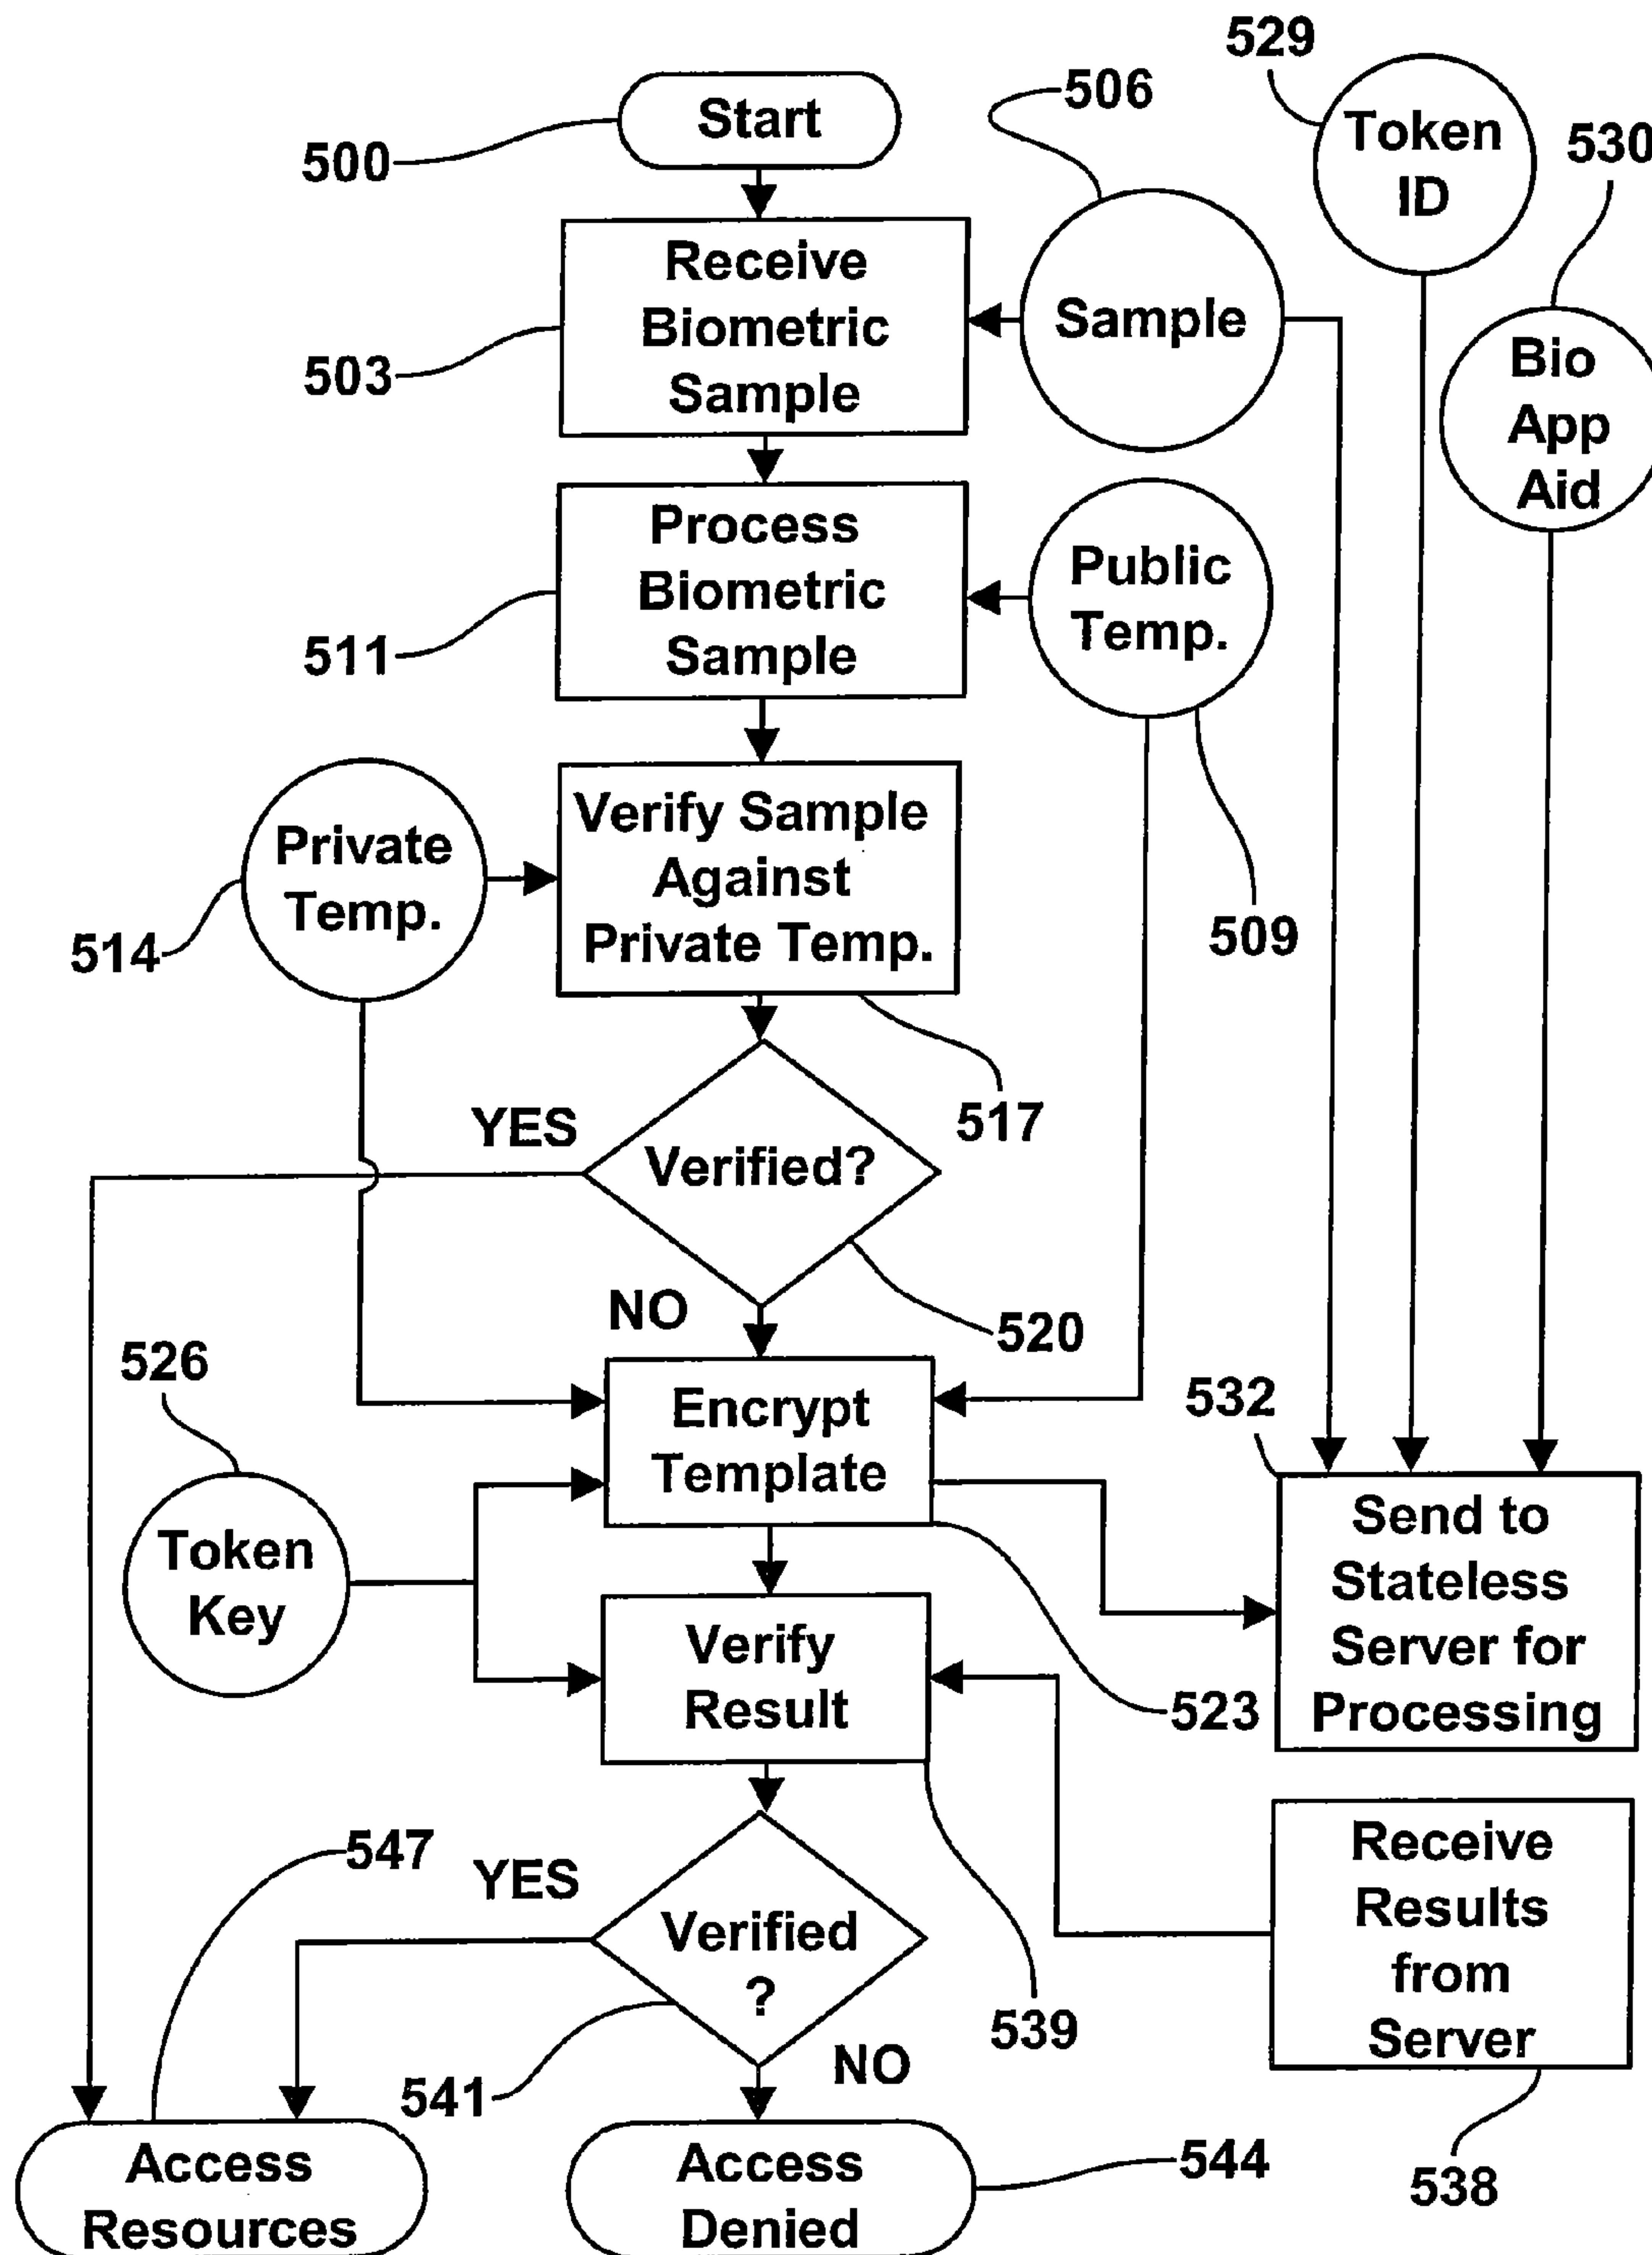 529
506
Start
Token
ID
530
500
Receive
Biometric
Sample
Sample
Bio
App
Aid
503
Process
Biometric
Sample
Public
Temp.
511
Verify Sample
Against
Private Temp.
Private
Temp.
514
509
517
YES
Verified?
NO
520
526
Encrypt
Template
532
Token
Key
Send to
Stateless
Server for
Processing
Verify
Result
523
547
YES
Verified
?
Receive
Results
from
Server
539
541
NO
Access
Resources
Access
Denied
544
538